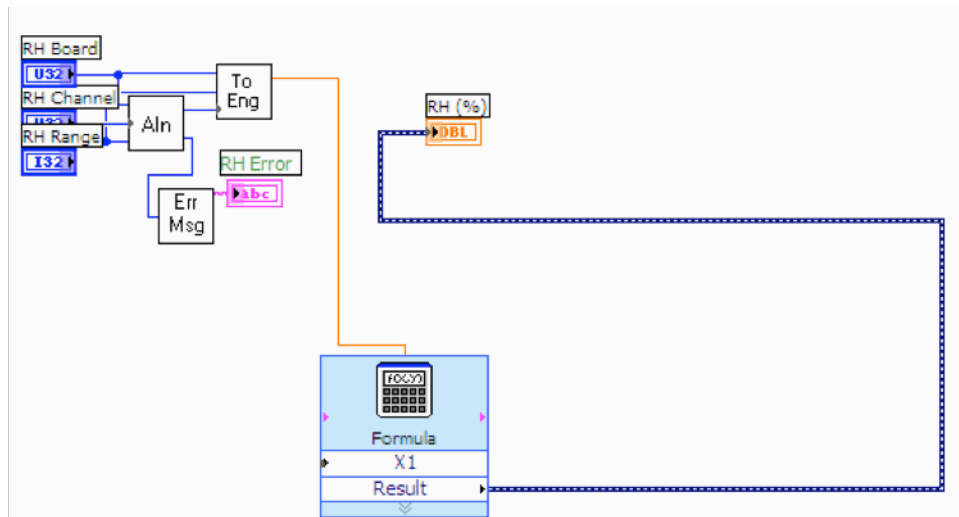 RH Board
U32
RH Channel
U32
RH Range
I32
AIn
To
Eng
RH Error
abc
Err
Msg
RH (%)
DBL
f(X,Y)
Formula
X1
Result